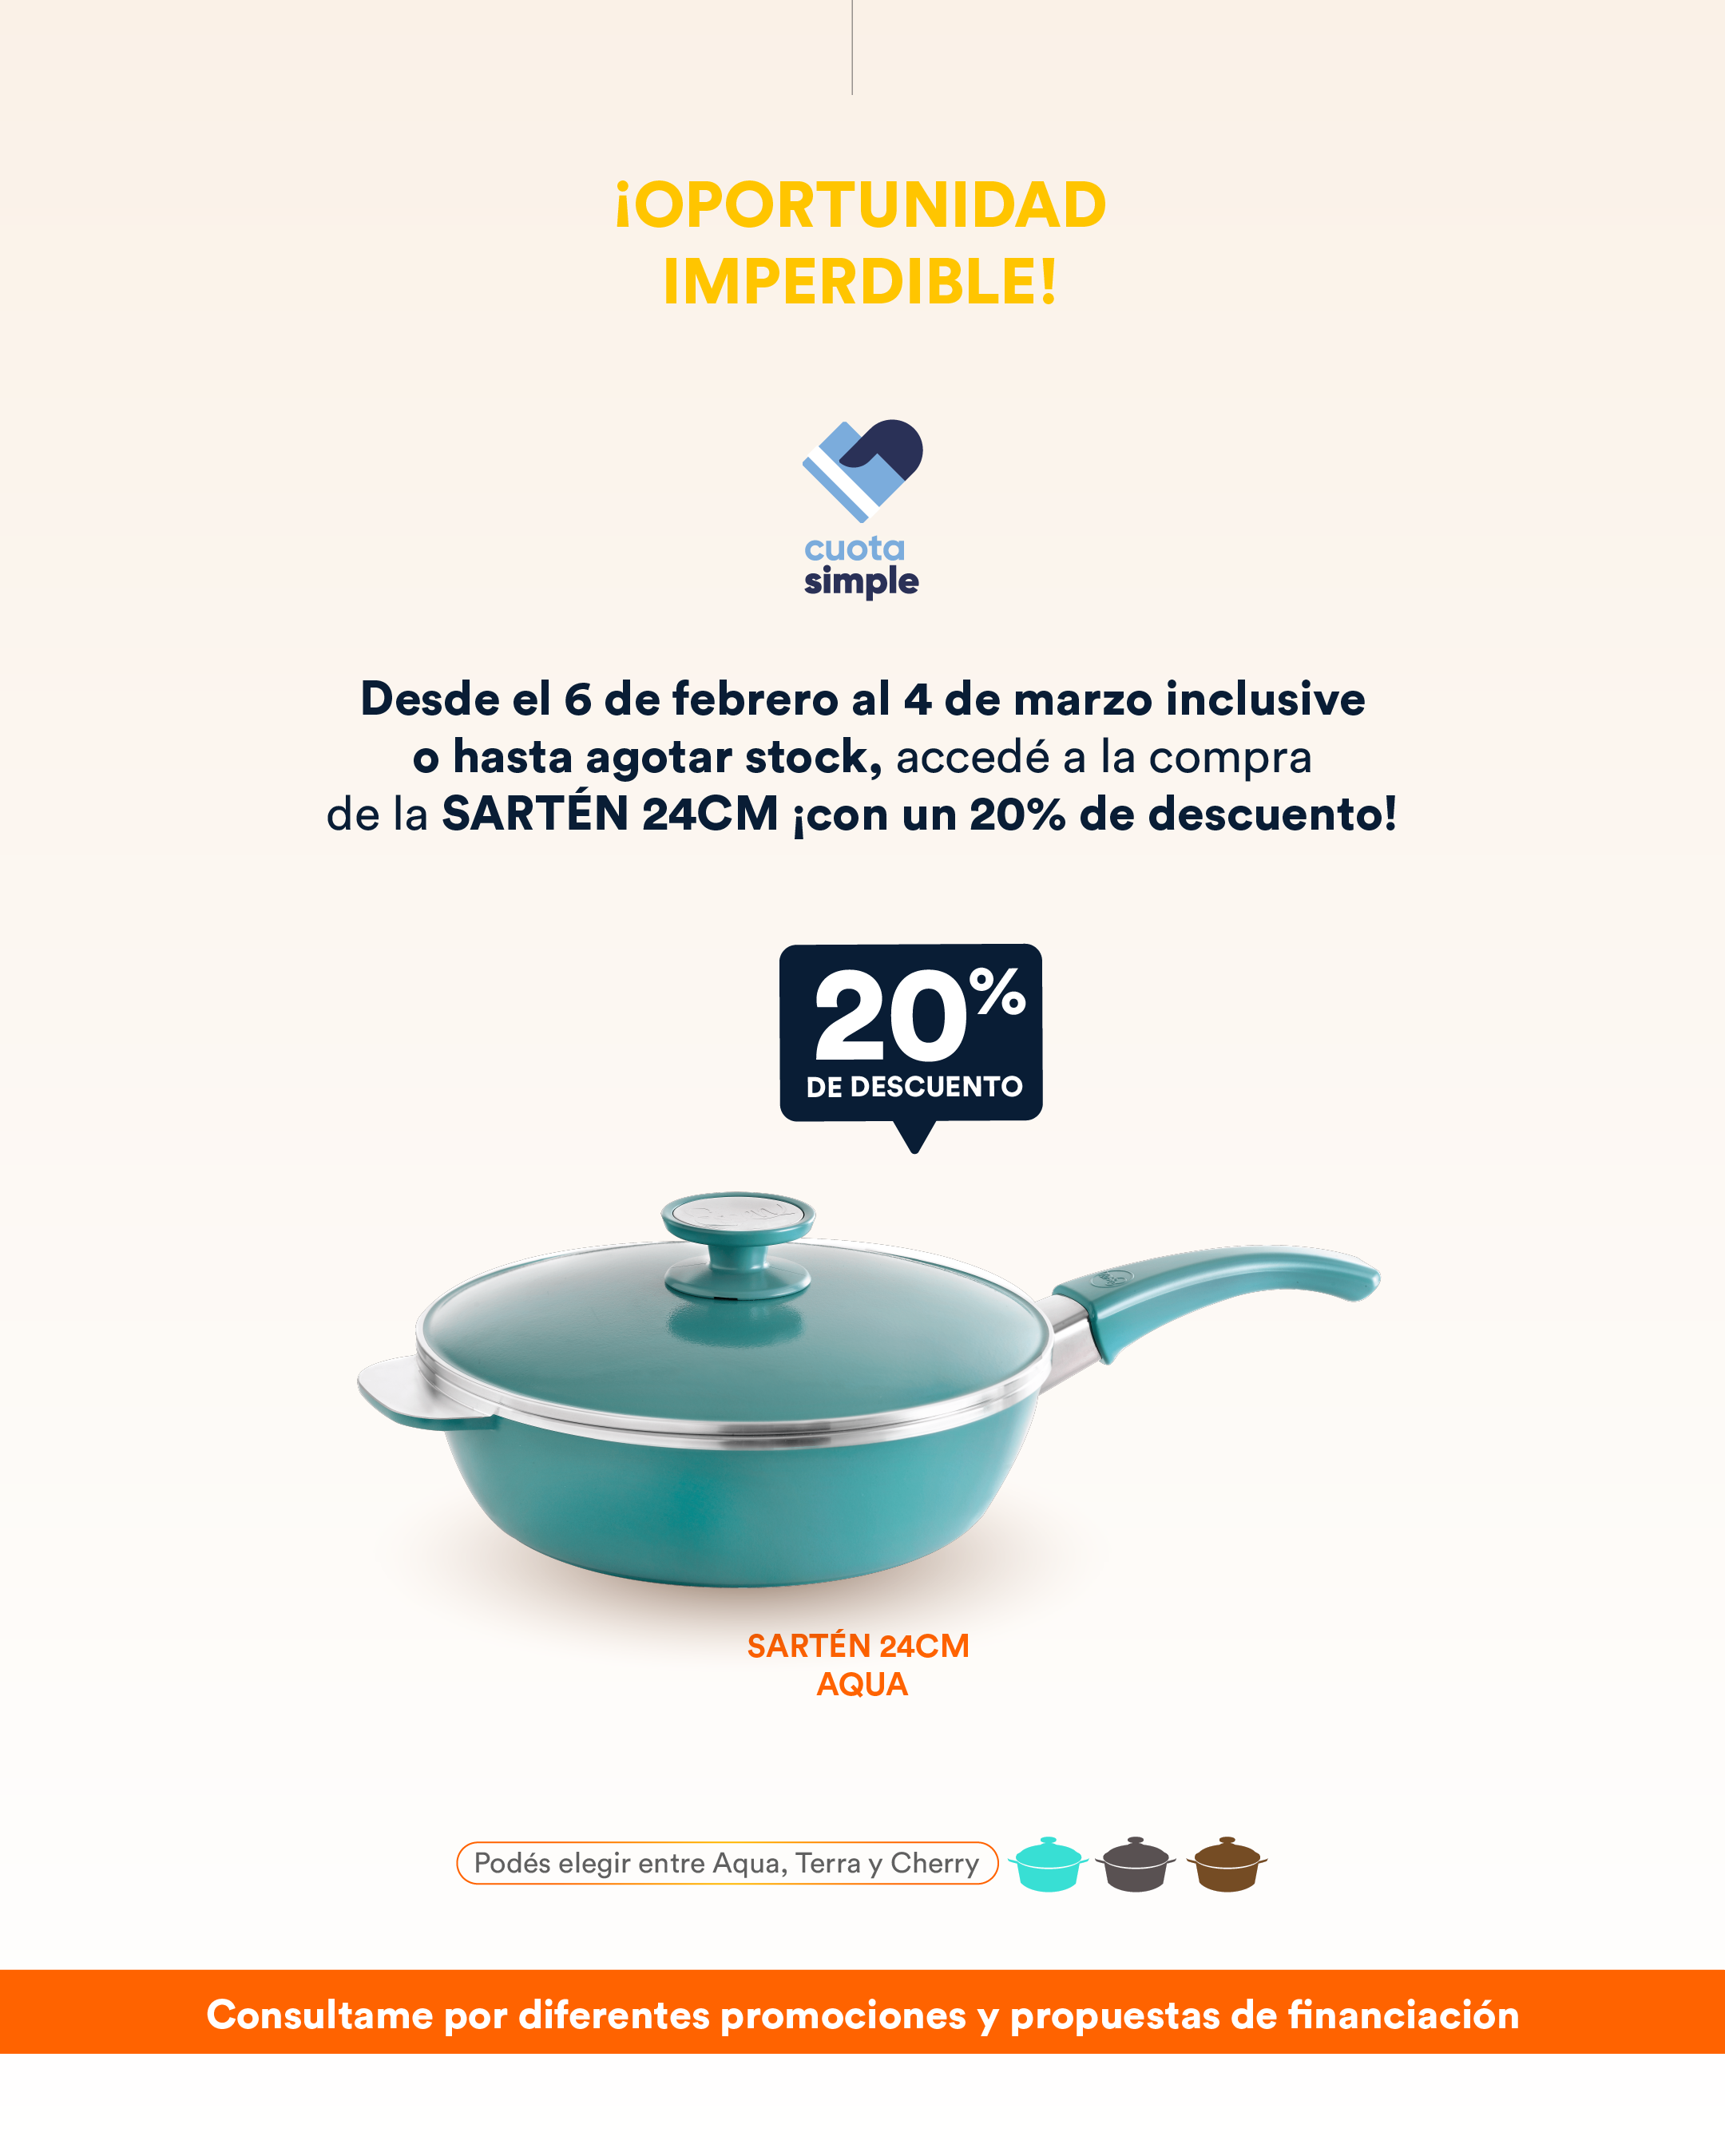 ¡OPORTUNIDAD
IMPERDIBLE!
cuota
simple
Desde el 6 de febrero al 4 de marzo inclusive
o hasta agotar stock, accedé a la compra
de la SARTÉN 24CM ¡con un 20% de descuento!
20%
DE DESCUENTO
SARTÉN 24CM
AQUA
Podés elegir entre Aqua, Terra y Cherry
Consultame por diferentes promociones y propuestas de financiación